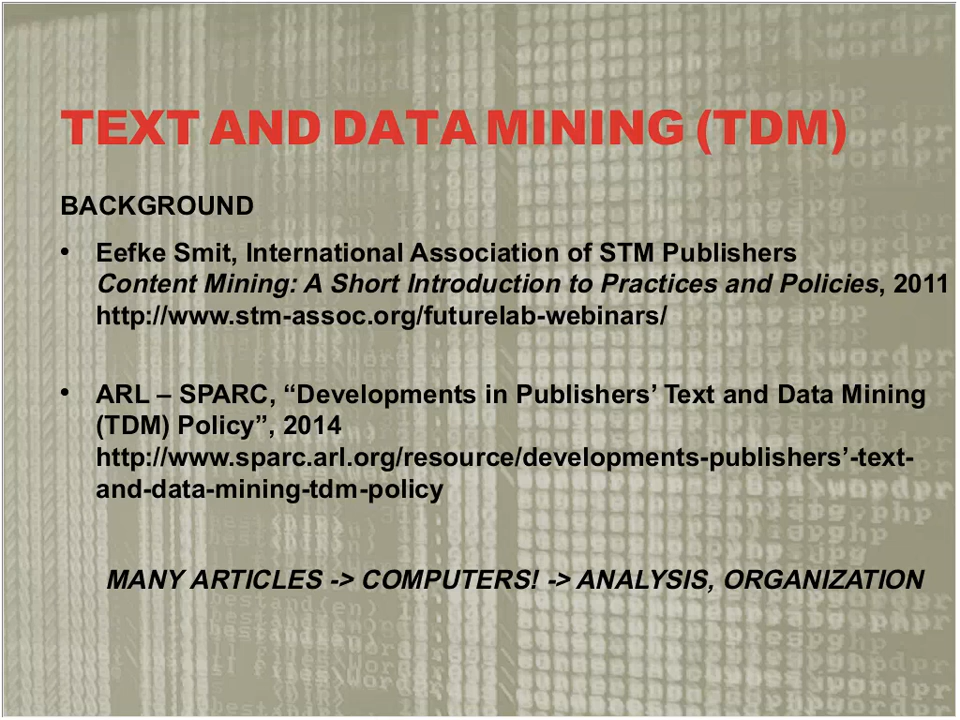 TEXT AND DATA MINING (TDM)
BACKGROUND
• Eefke Smit, International Association of STM Publishers
Content Mining: A Short Introduction to Practices and Policies, 2011
http://www.stm-assoc.org/futurelab-webinars/
• ARL – SPARC, “Developments in Publishers’ Text and Data Mining
(TDM) Policy”, 2014
http://www.sparc.arl.org/resource/developments-publishers’-text-
and-data-mining-tdm-policy
MANY ARTICLES -> COMPUTERS! -> ANALYSIS, ORGANIZATION